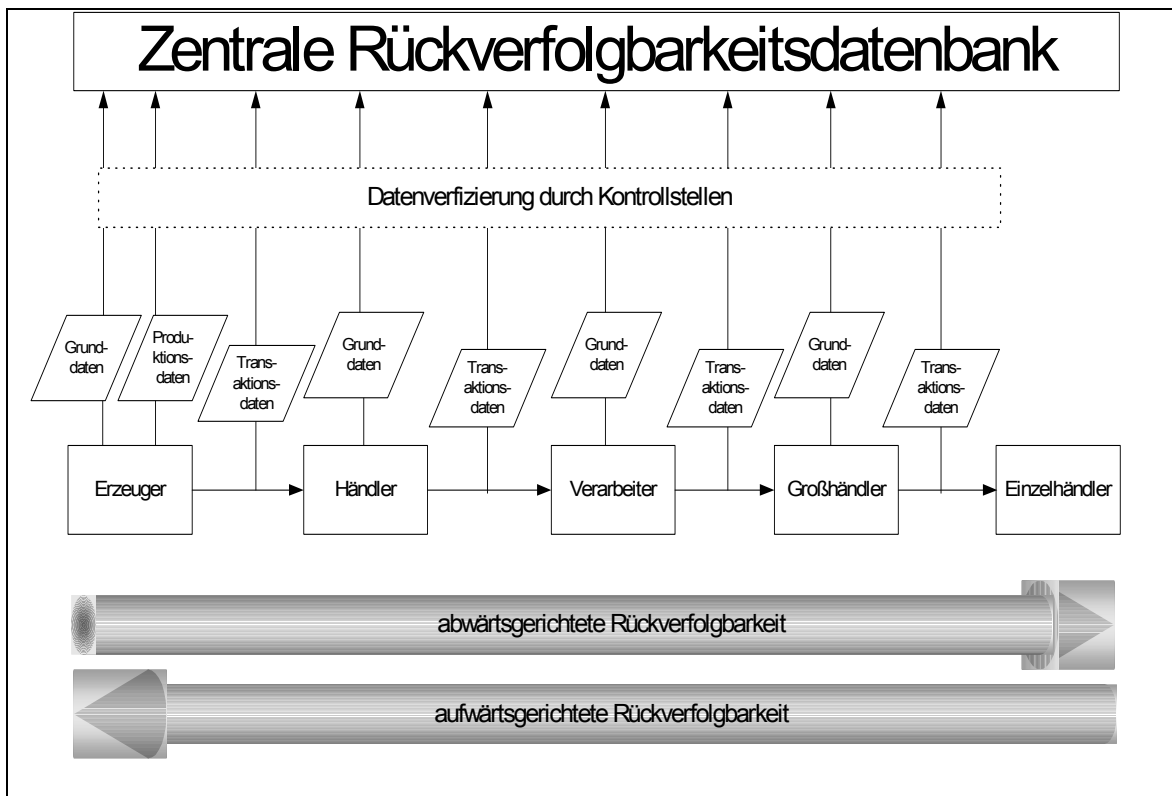 Zentrale Rückverfolgbarkeitsdatenbank
Datenverfizierung durch Kontrollstellen
Grund-
daten
Produ-
ktions-
daten
Trans-
aktions-
daten
Grund-
daten
Trans-
aktions-
daten
Grund-
daten
Trans-
aktions-
daten
Grund-
daten
Trans-
aktions-
daten
Erzeuger
Händler
Verarbeiter
Großhändler
Einzelhändler
abwärtsgerichtete Rückverfolgbarkeit
aufwärtsgerichtete Rückverfolgbarkeit